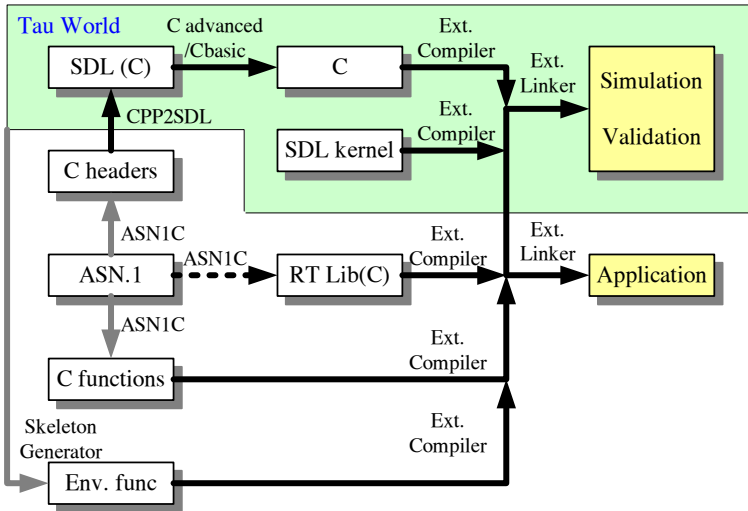 Tau World
C advanced
/Cbasic
Ext.
Compiler
SDL (C)
C
Ext.
Linker
Simulation
Validation
CPP2SDL
Ext.
Compiler
SDL kernel
C headers
ASN1C
ASN1C
Ext.
Compiler
Ext.
Linker
ASN.1
RT Lib(C)
Application
ASN1C
Ext.
Compiler
C functions
Skeleton
Generator
Ext.
Compiler
Env. func